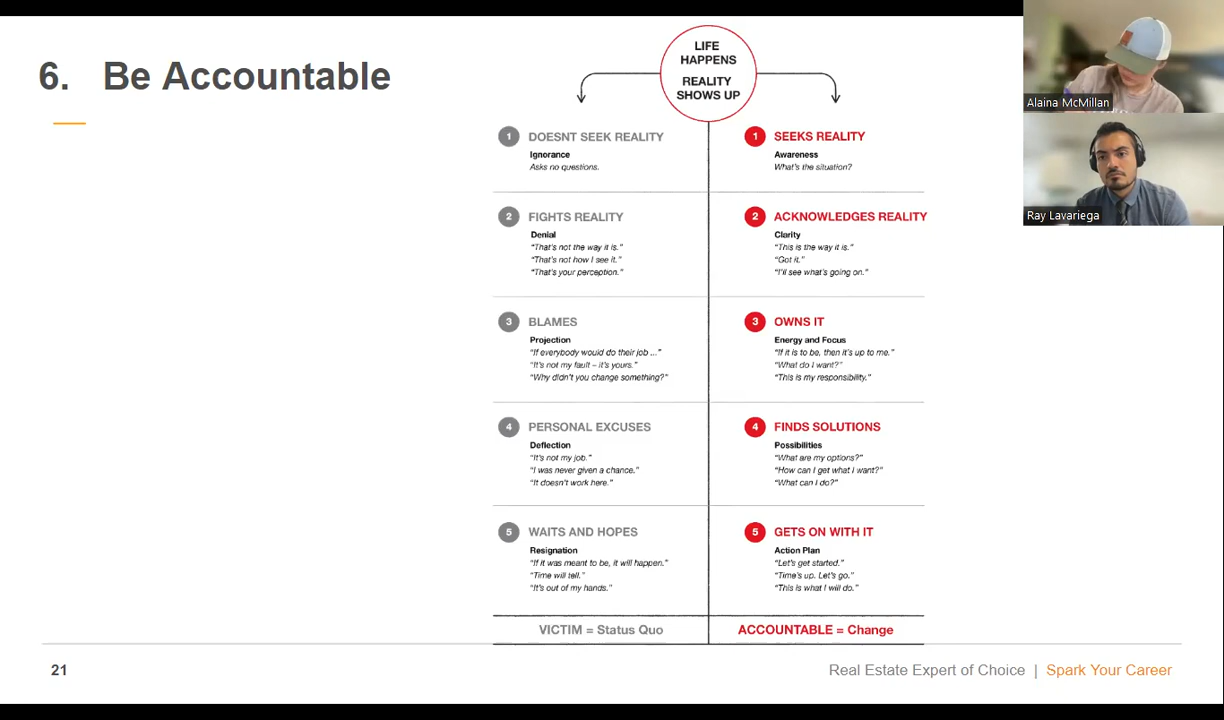 6. Be Accountable
LIFE
HAPPENS
REALITY
SHOWS UP
1 DOESNT SEEK REALITY
Ignorance
Asks no questions.
2 FIGHTS REALITY
Denial
"That's not the way it is."
"That's not how I see it."
"That's your perception."
3 BLAMES
Projection
"If everybody would do their job ..."
"It's not my fault – it's yours."
"Why didn't you change something?"
4 PERSONAL EXCUSES
Deflection
"It's not my job."
"I was never given a chance."
"It doesn't work here."
5 WAITS AND HOPES
Resignation
"If it was meant to be, it will happen."
"Time will tell."
"It's out of my hands."
VICTIM = Status Quo
1 SEEKS REALITY
Awareness
What's the situation?
2 ACKNOWLEDGES REALITY
Clarity
"This is the way it is."
"Got it."
"I'll see what's going on."
3 OWNS IT
Energy and Focus
"If it is to be, then it's up to me."
"What do I want?"
"This is my responsibility."
4 FINDS SOLUTIONS
Possibilities
"What are my options?"
"How can I get what I want?"
"What can I do?"
5 GETS ON WITH IT
Action Plan
"Let's get started."
"Time's up. Let's go."
"This is what I will do."
ACCOUNTABLE = Change
21
Real Estate Expert of Choice | Spark Your Career
Alaina McMillan
Ray Lavariega